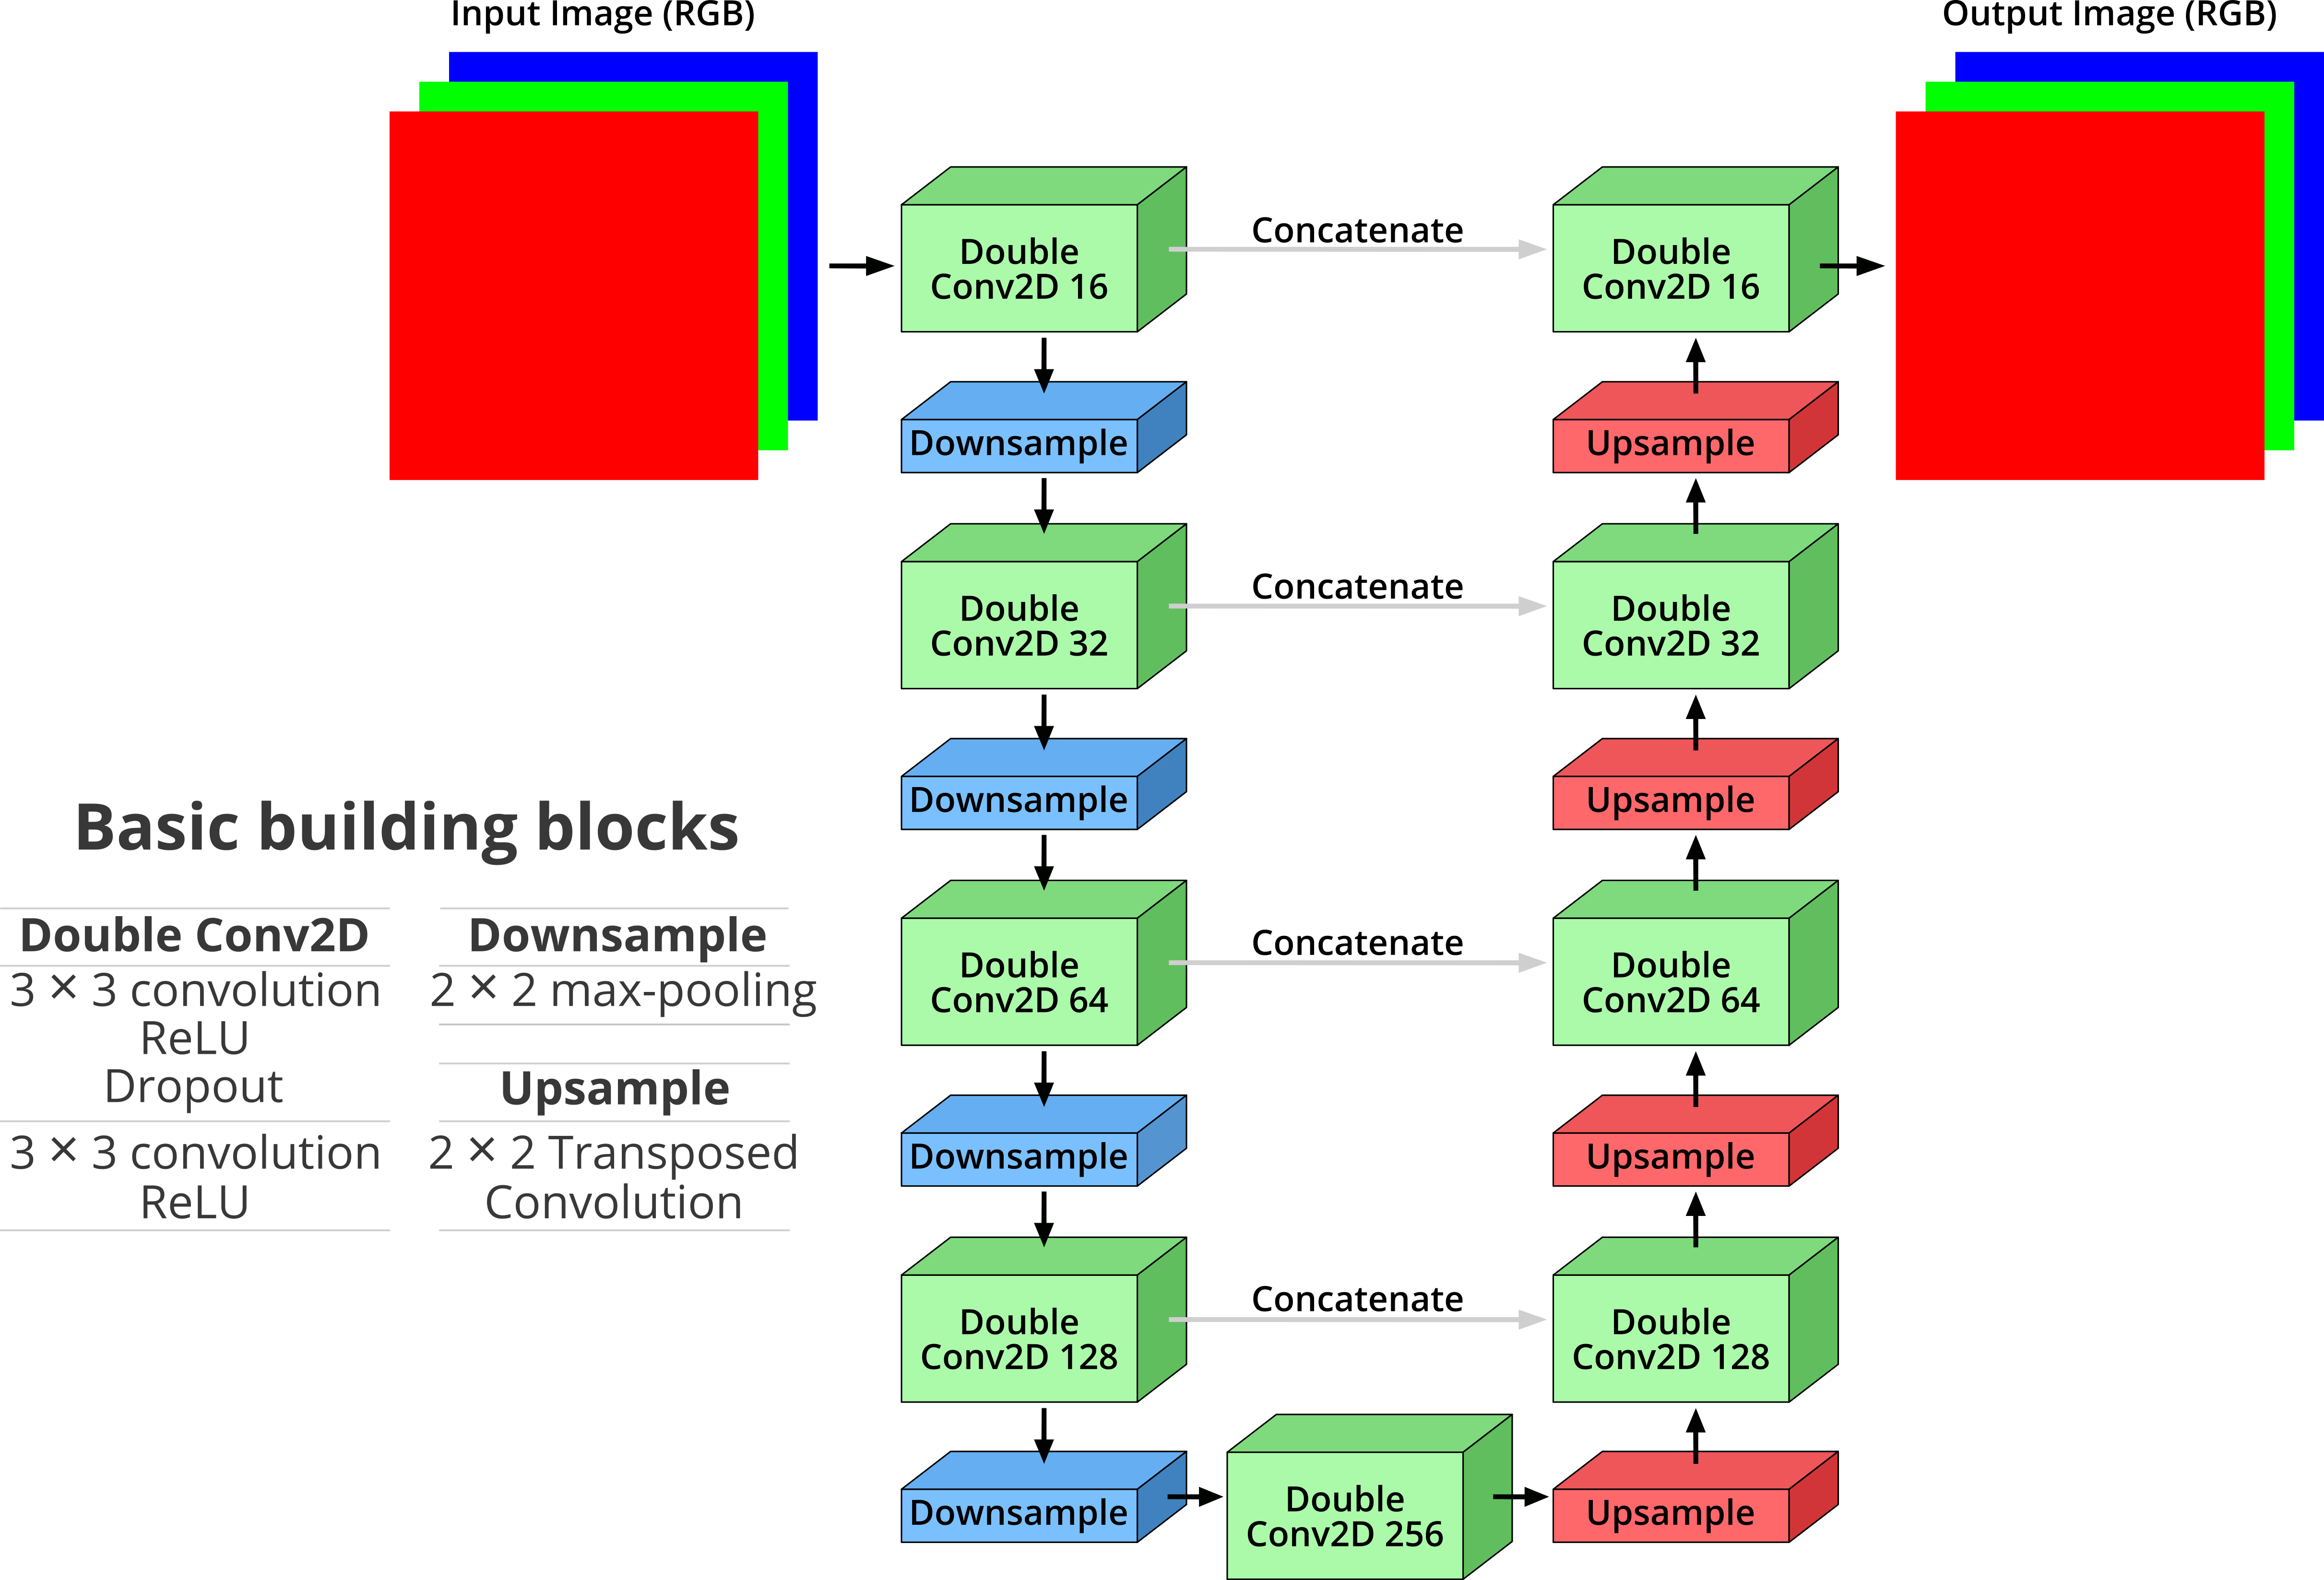 Input Image (RGB)
Output Image (RGB)
Double
Conv2D 16
Concatenate
Double
Conv2D 16
Downsample
Upsample
Double
Conv2D 32
Concatenate
Double
Conv2D 32
Downsample
Upsample
Double
Conv2D 64
Concatenate
Double
Conv2D 64
Downsample
Upsample
Double
Conv2D 128
Concatenate
Double
Conv2D 128
Downsample
Double
Conv2D 256
Upsample
Basic building blocks
Double Conv2D
3 × 3 convolution
ReLU
Dropout
3 × 3 convolution
ReLU
Downsample
2 × 2 max-pooling
Upsample
2 × 2 Transposed
Convolution